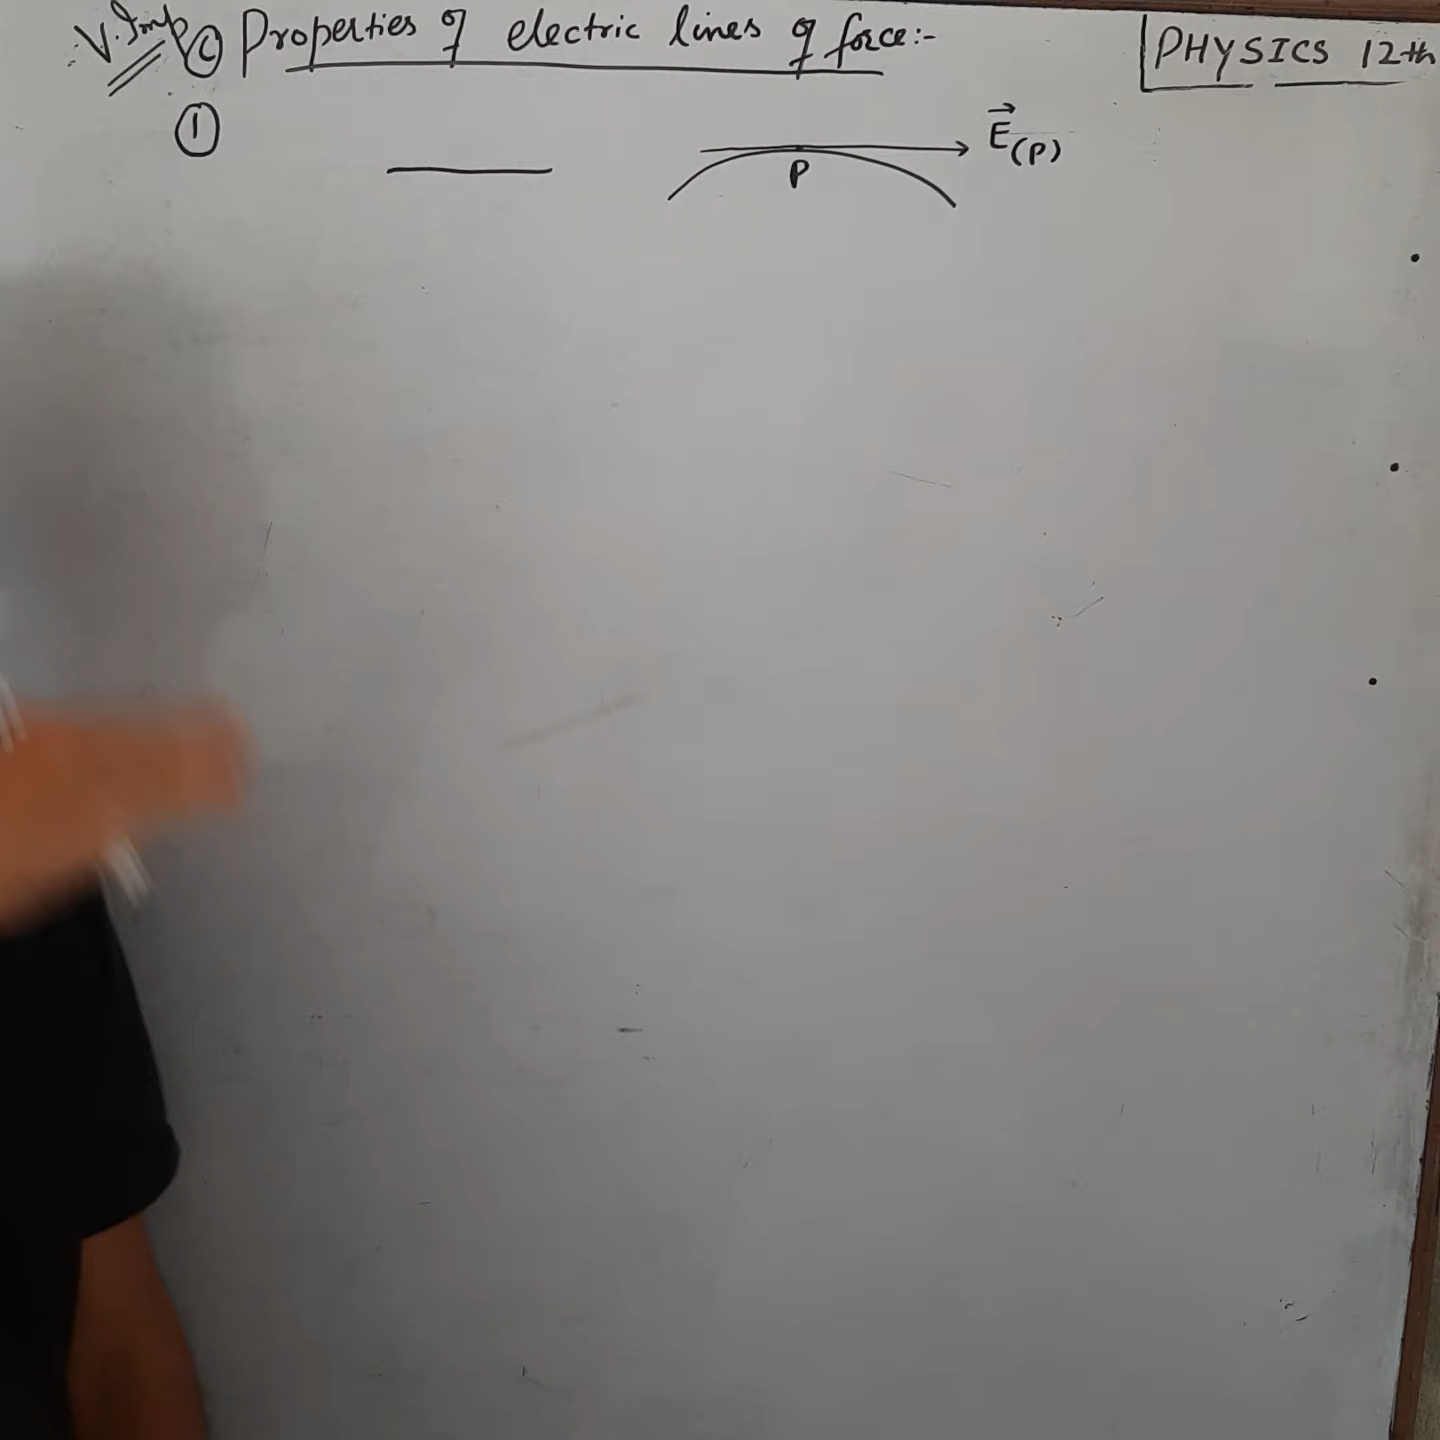 V. Imp (C) Properties of electric lines of force:-
PHYSICS 12th
①
E⃗(P)
P